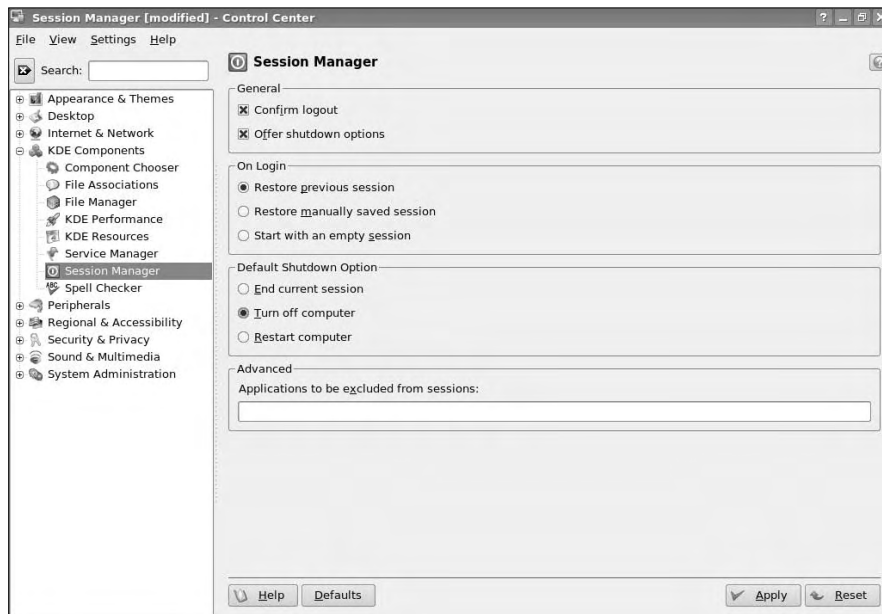 Session Manager [modified] - Control Center
File View Settings Help
Search:
Appearance & Themes
Desktop
Internet & Network
KDE Components
Component Chooser
File Associations
File Manager
KDE Performance
KDE Resources
Service Manager
Session Manager
Spell Checker
Peripherals
Regional & Accessibility
Security & Privacy
Sound & Multimedia
System Administration
Session Manager
General
Confirm logout
Offer shutdown options
On Login
Restore previous session
Restore manually saved session
Start with an empty session
Default Shutdown Option
End current session
Turn off computer
Restart computer
Advanced
Applications to be excluded from sessions:
Help Defaults Apply Reset